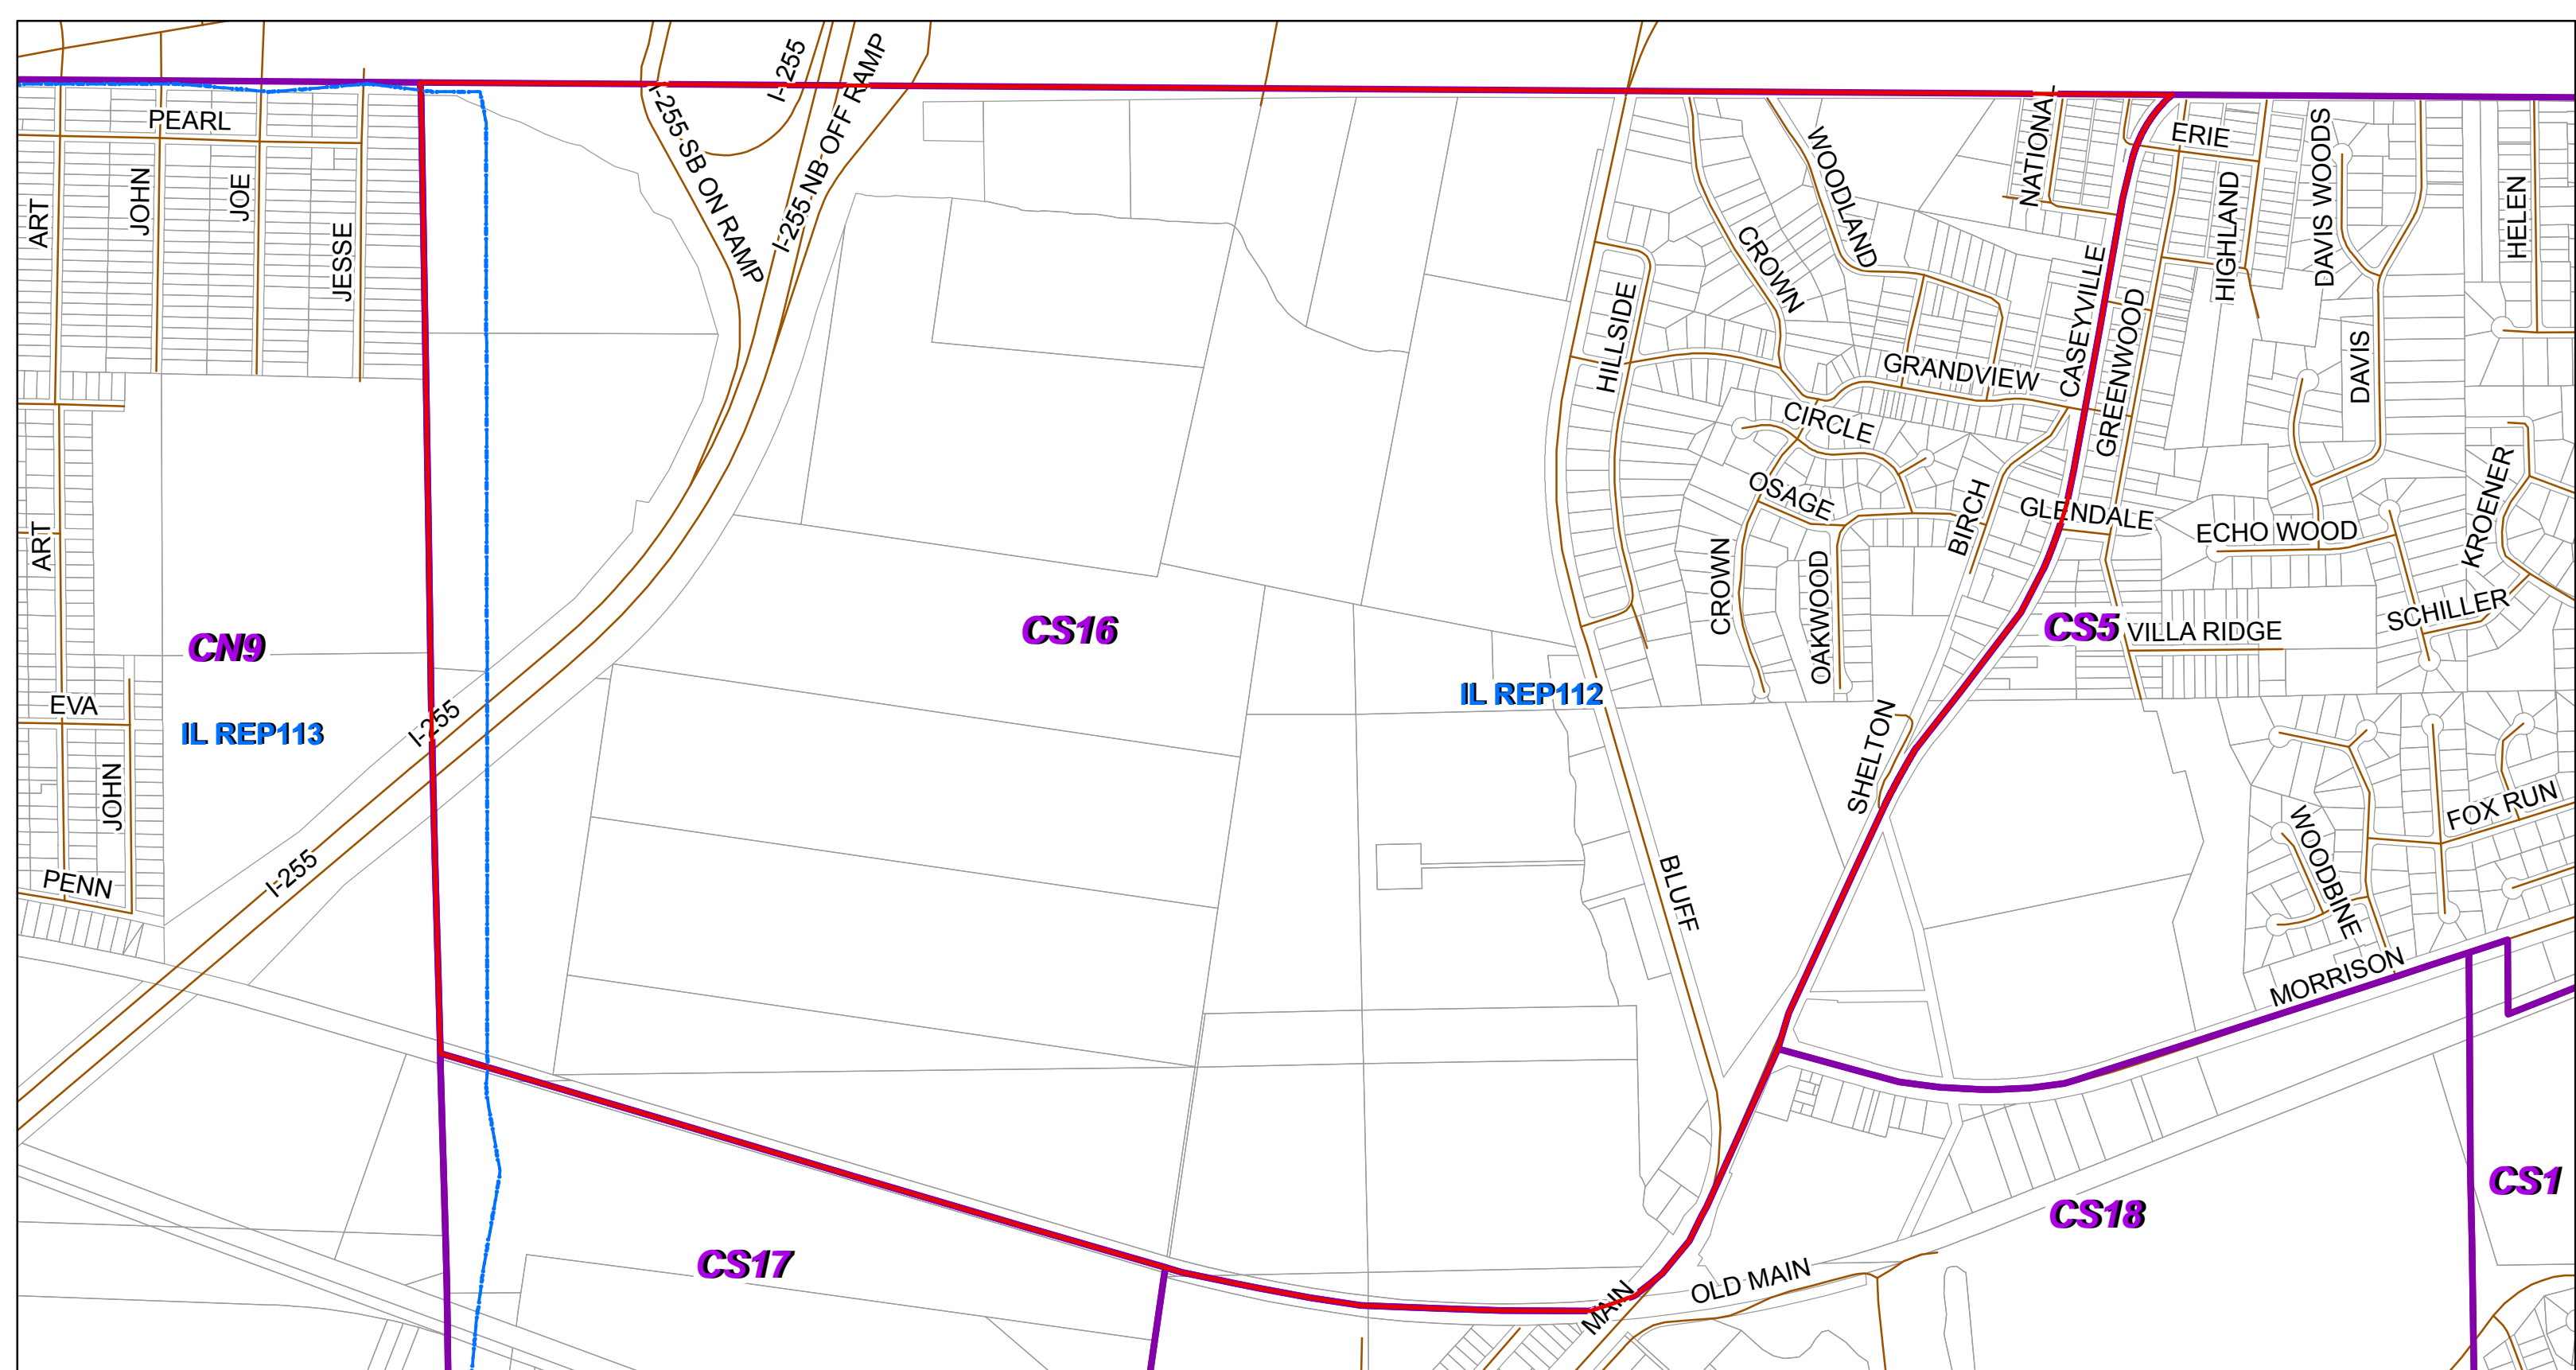 I-255
I-255 NB OFF RAMP
I-255 SB ON RAMP
PEARL
NATIONAL
ERIE
DAVIS WOODS
WOODLAND
ART
JOHN
JOE
JESSE
HIGHLAND
HELEN
CROWN
CASEYVILLE
HILLSIDE
GREENWOOD
GRANDVIEW
DAVIS
CIRCLE
OSAGE
BIRCH
GLENDALE
ECHO WOOD
KROENER
ART
CROWN
OAKWOOD
SCHILLER
CN9
CS16
CS5
VILLA RIDGE
EVA
IL REP113
I-255
IL REP112
SHELTON
JOHN
FOX RUN
WOODBINE
I-255
PENN
BLUFF
MORRISON
CS17
CS18
CS1
OLD MAIN
MAIN